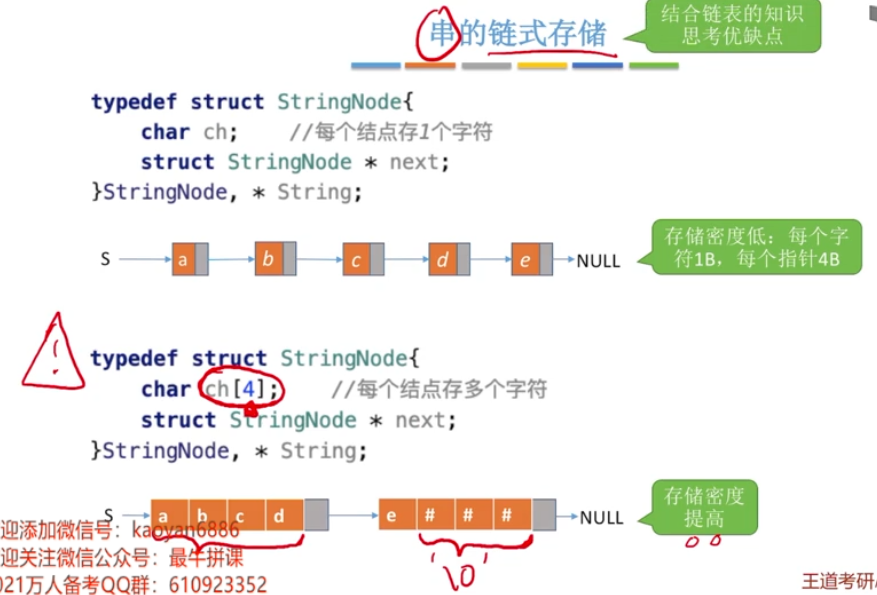 串的链式存储
结合链表的知识
思考优缺点
typedef struct StringNode{
char ch; //每个结点存1个字符
struct StringNode * next;
}StringNode, * String;
S a b c d e NULL
存储密度低：每个字
符1B，每个指针4B
!
typedef struct StringNode{
char ch[4]; //每个结点存多个字符
struct StringNode * next;
}StringNode, * String;
S a b c d e # # # NULL
存储密度
提高
'\0'
迎添加微信号：kaoyan6886
迎关注微信公众号：最牛拼课
021万人备考QQ群：610923352
王道考研